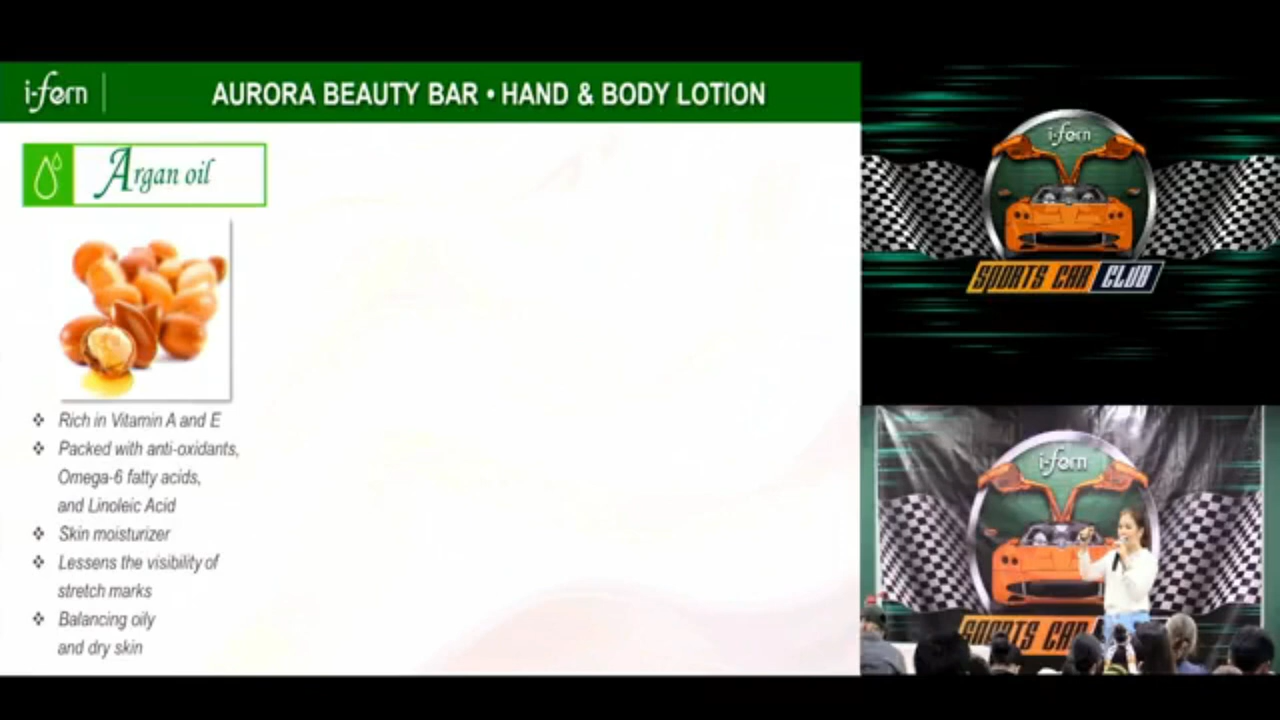 i-fern
AURORA BEAUTY BAR • HAND & BODY LOTION
Argan oil
❖ Rich in Vitamin A and E
❖ Packed with anti-oxidants,
Omega-6 fatty acids,
and Linoleic Acid
❖ Skin moisturizer
❖ Lessens the visibility of
stretch marks
❖ Balancing oily
and dry skin
i-fern
SPORTS CAR CLUB
i-fern
SPORTS CAR